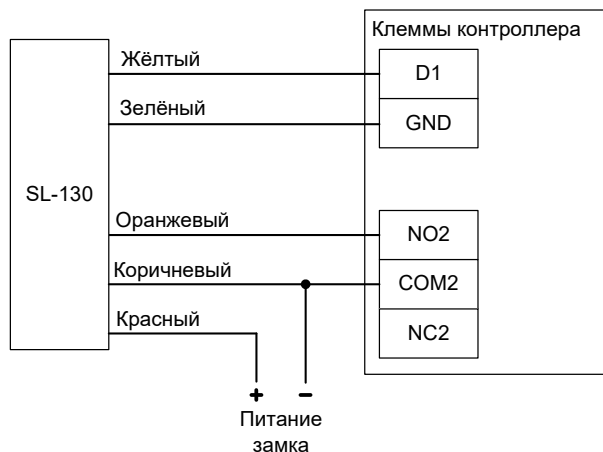 Клеммы контроллера
Жёлтый
D1
Зелёный
GND
SL-130
Оранжевый
NO2
Коричневый
COM2
Красный
NC2
+ −
Питание
замка